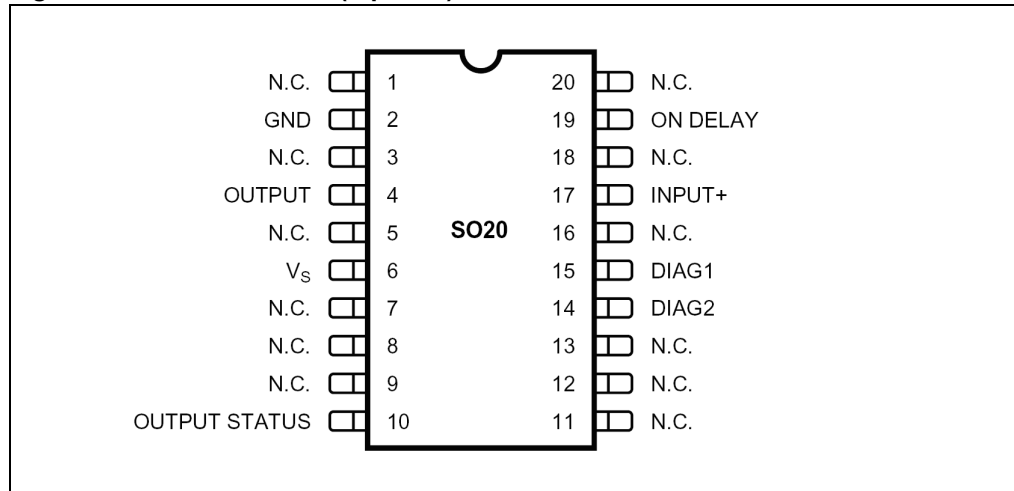 N.C. 1 20 N.C.
GND 2 19 ON DELAY
N.C. 3 18 N.C.
OUTPUT 4 17 INPUT+
N.C. 5 SO20 16 N.C.
VS 6 15 DIAG1
N.C. 7 14 DIAG2
N.C. 8 13 N.C.
N.C. 9 12 N.C.
OUTPUT STATUS 10 11 N.C.